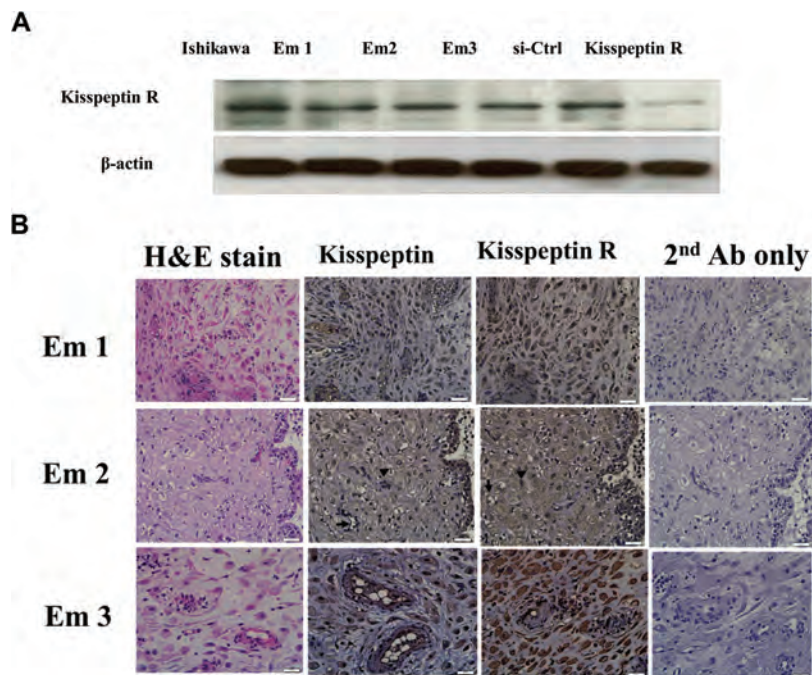 A
Ishikawa Em 1 Em2 Em3 si-Ctrl Kisspeptin R
Kisspeptin R
β-actin
B
H&E stain Kisspeptin Kisspeptin R 2nd Ab only
Em 1
Em 2
Em 3